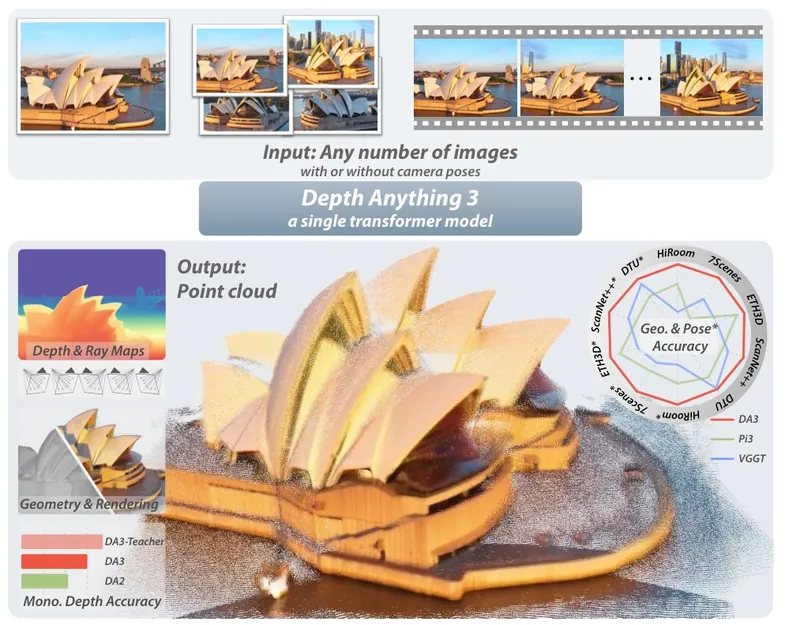 Input: Any number of images
with or without camera poses
Depth Anything 3
a single transformer model
Output:
Point cloud
Depth & Ray Maps
Geometry & Rendering
DA3-Teacher
DA3
DA2
Mono. Depth Accuracy
HiRoom
7Scenes
ETH3D
ScanNet++
DTU
HiRoom*
7Scenes*
ETH3D*
ScanNet++*
DTU*
Geo. & Pose*
Accuracy
DA3
Pi3
VGGT